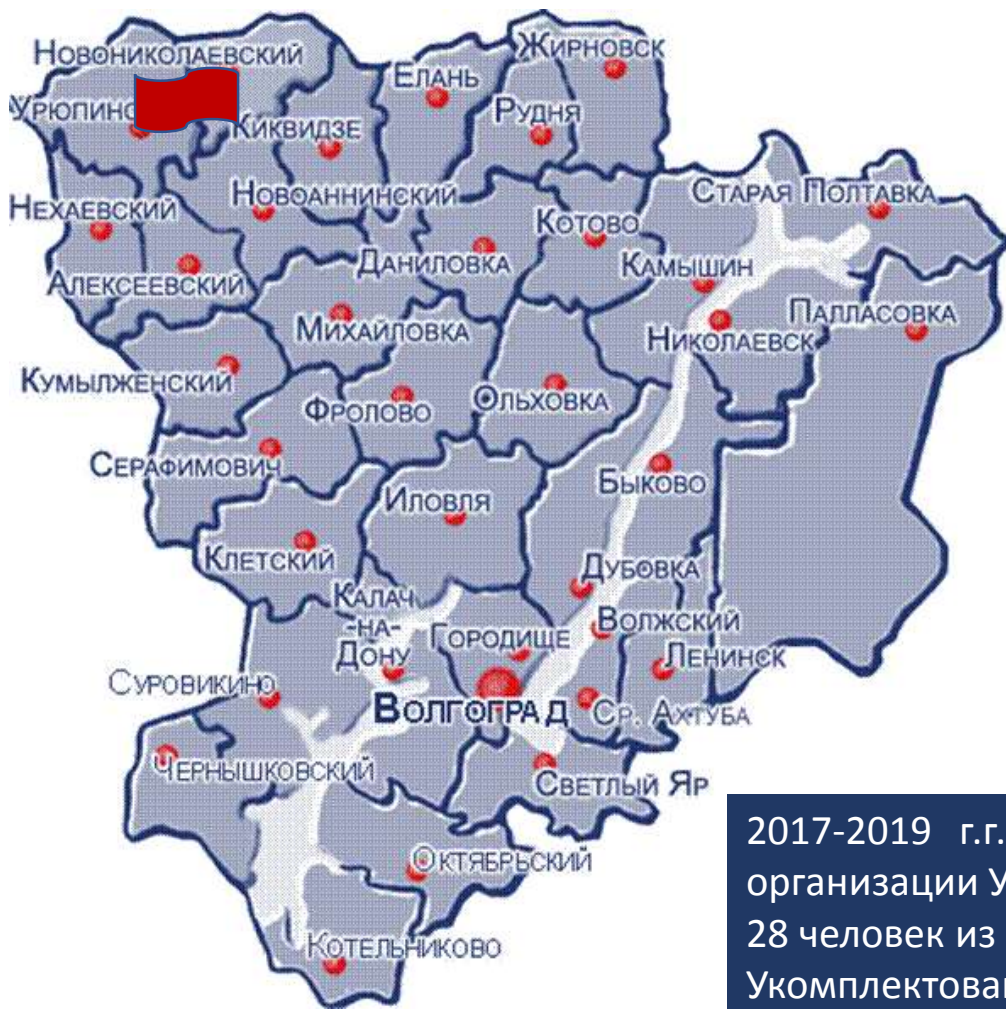 Новониколаевский
Жирновск
Елань
Рудня
Киквидзе
Нехаевский
Новоаннинский
Старая Полтавка
Котово
Даниловка
Камышин
Алексеевский
Михайловка
Николаевск
Палласовка
Кумылженский
Фролово
Ольховка
Серафимович
Быково
Иловля
Клетский
Дубовка
Калач
-на-
Дону
Городище
Волжский
Ленинск
Суровикино
Волгоград
Ср. Ахтуба
Чернышковский
Светлый Яр
Октябрьский
Котельниково
2017-2019 г.г.
организации У
28 человек из
Укомплектован